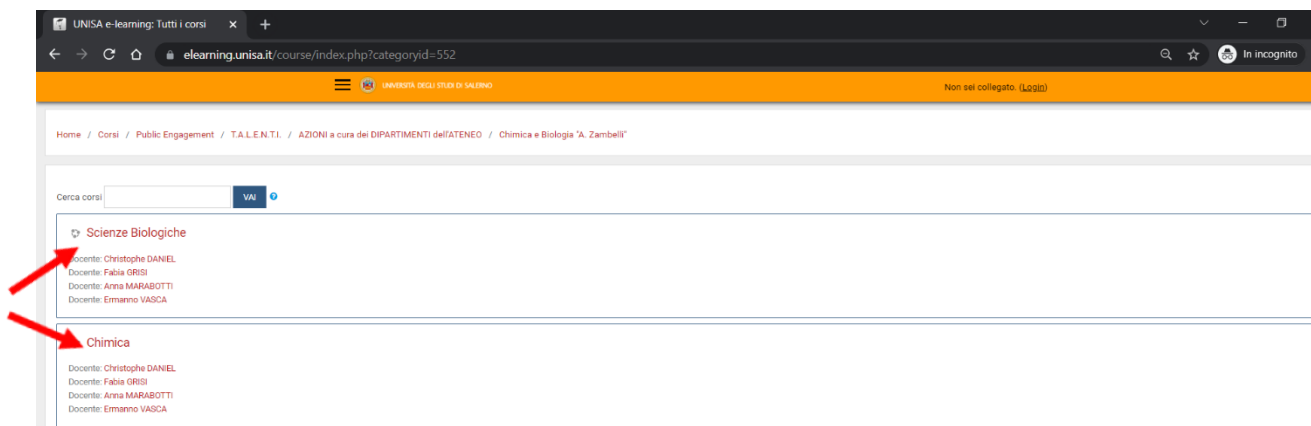 UNISA e-learning: Tutti i corsi
elearning.unisa.it/course/index.php?categoryid=552
In incognito
UNIVERSITÀ DEGLI STUDI DI SALERNO
Non sei collegato. (Login)
Home / Corsi / Public Engagement / T.A.L.E.N.T.I. / AZIONI a cura dei DIPARTIMENTI dell'ATENEO / Chimica e Biologia "A. Zambelli"
Cerca corsi VAI
Scienze Biologiche
Docente: Christophe DANIEL
Docente: Fabia GRISI
Docente: Anna MARABOTTI
Docente: Ermanno VASCA
Chimica
Docente: Christophe DANIEL
Docente: Fabia GRISI
Docente: Anna MARABOTTI
Docente: Ermanno VASCA